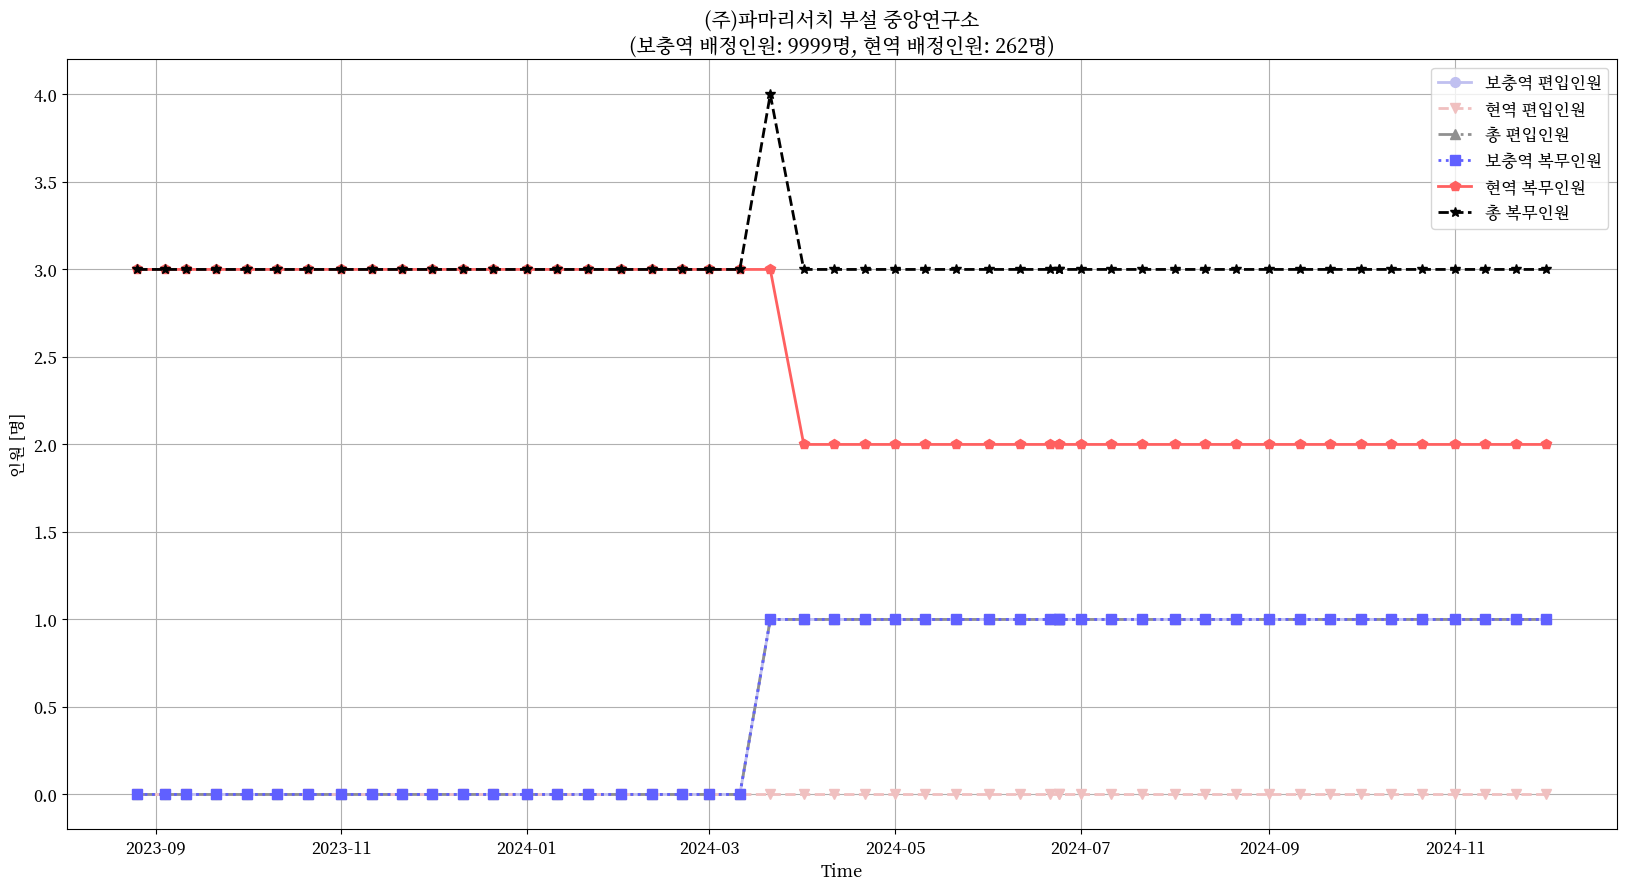 (주)파마리서치 부설 중앙연구소
(보충역 배정인원: 9999명, 현역 배정인원: 262명)
보충역 편입인원
현역 편입인원
총 편입인원
보충역 복무인원
현역 복무인원
총 복무인원
4.0
3.5
3.0
2.5
2.0
1.5
1.0
0.5
0.0
인원 [명]
2023-09 2023-11 2024-01 2024-03 2024-05 2024-07 2024-09 2024-11
Time